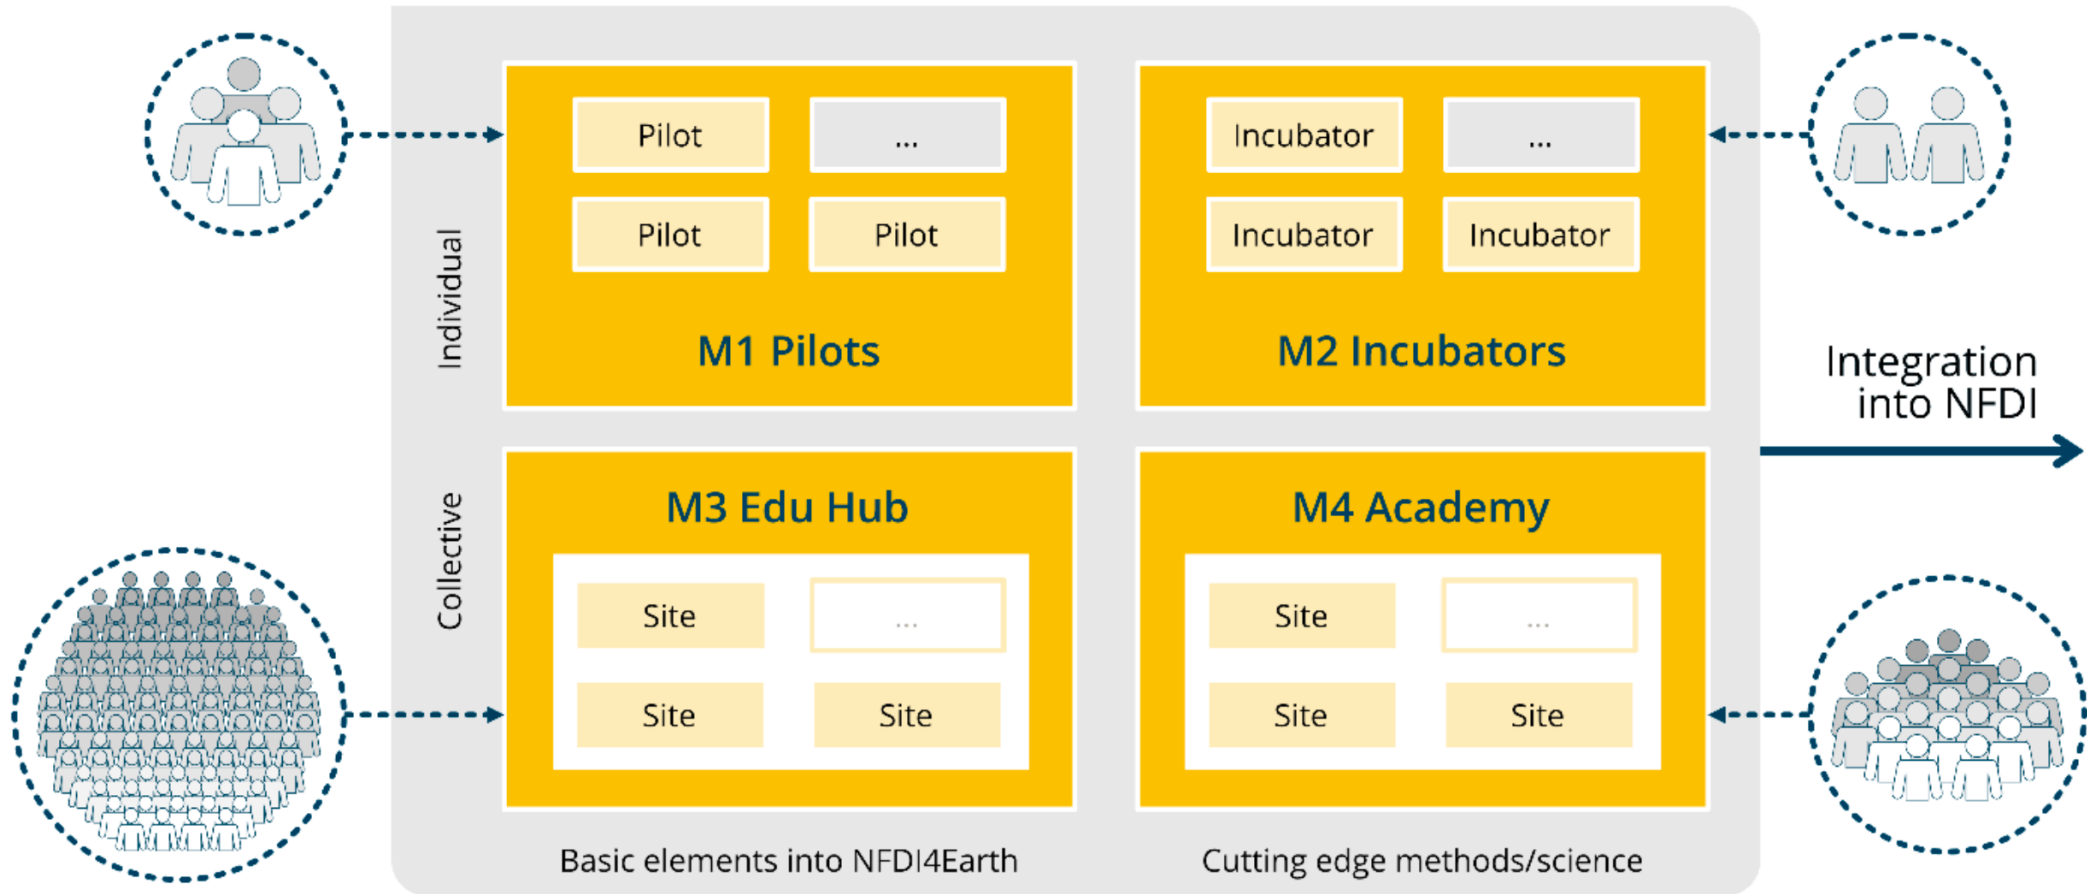 Individual
Pilot
...
Pilot
Pilot
M1 Pilots
Incubator
...
Incubator
Incubator
M2 Incubators
Integration
into NFDI
Collective
M3 Edu Hub
Site
...
Site
Site
M4 Academy
Site
...
Site
Site
Basic elements into NFDI4Earth
Cutting edge methods/science